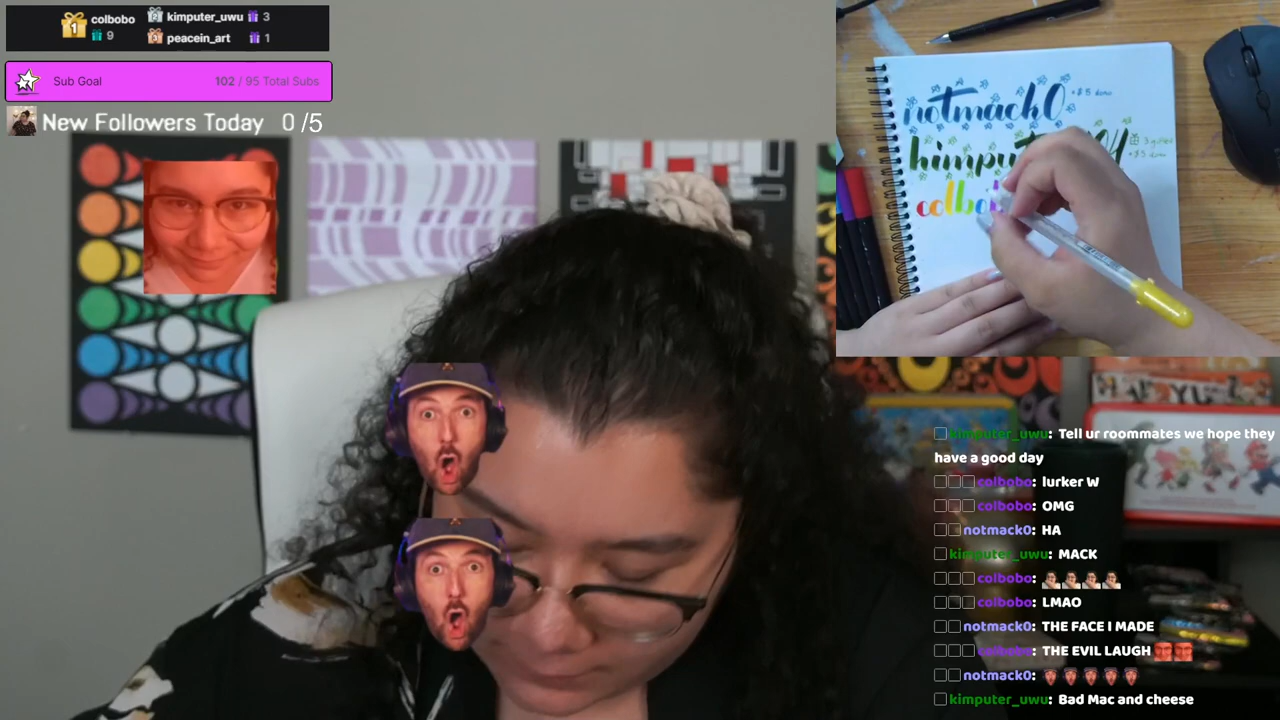 colbobo
9
1
kimputer_uwu 3
peacein_art 1
Sub Goal 102 / 95 Total Subs
New Followers Today 0 /5
notmack0
colbo
kimputer_uwu: Tell ur roommates we hope they
have a good day
colbobo: lurker W
colbobo: OMG
notmack0: HA
kimputer_uwu: MACK
colbobo:
colbobo: LMAO
notmack0: THE FACE I MADE
colbobo: THE EVIL LAUGH
notmack0:
kimputer_uwu: Bad Mac and cheese